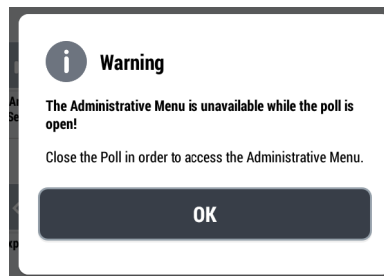 Warning
The Administrative Menu is unavailable while the poll is
open!
Close the Poll in order to access the Administrative Menu.
OK